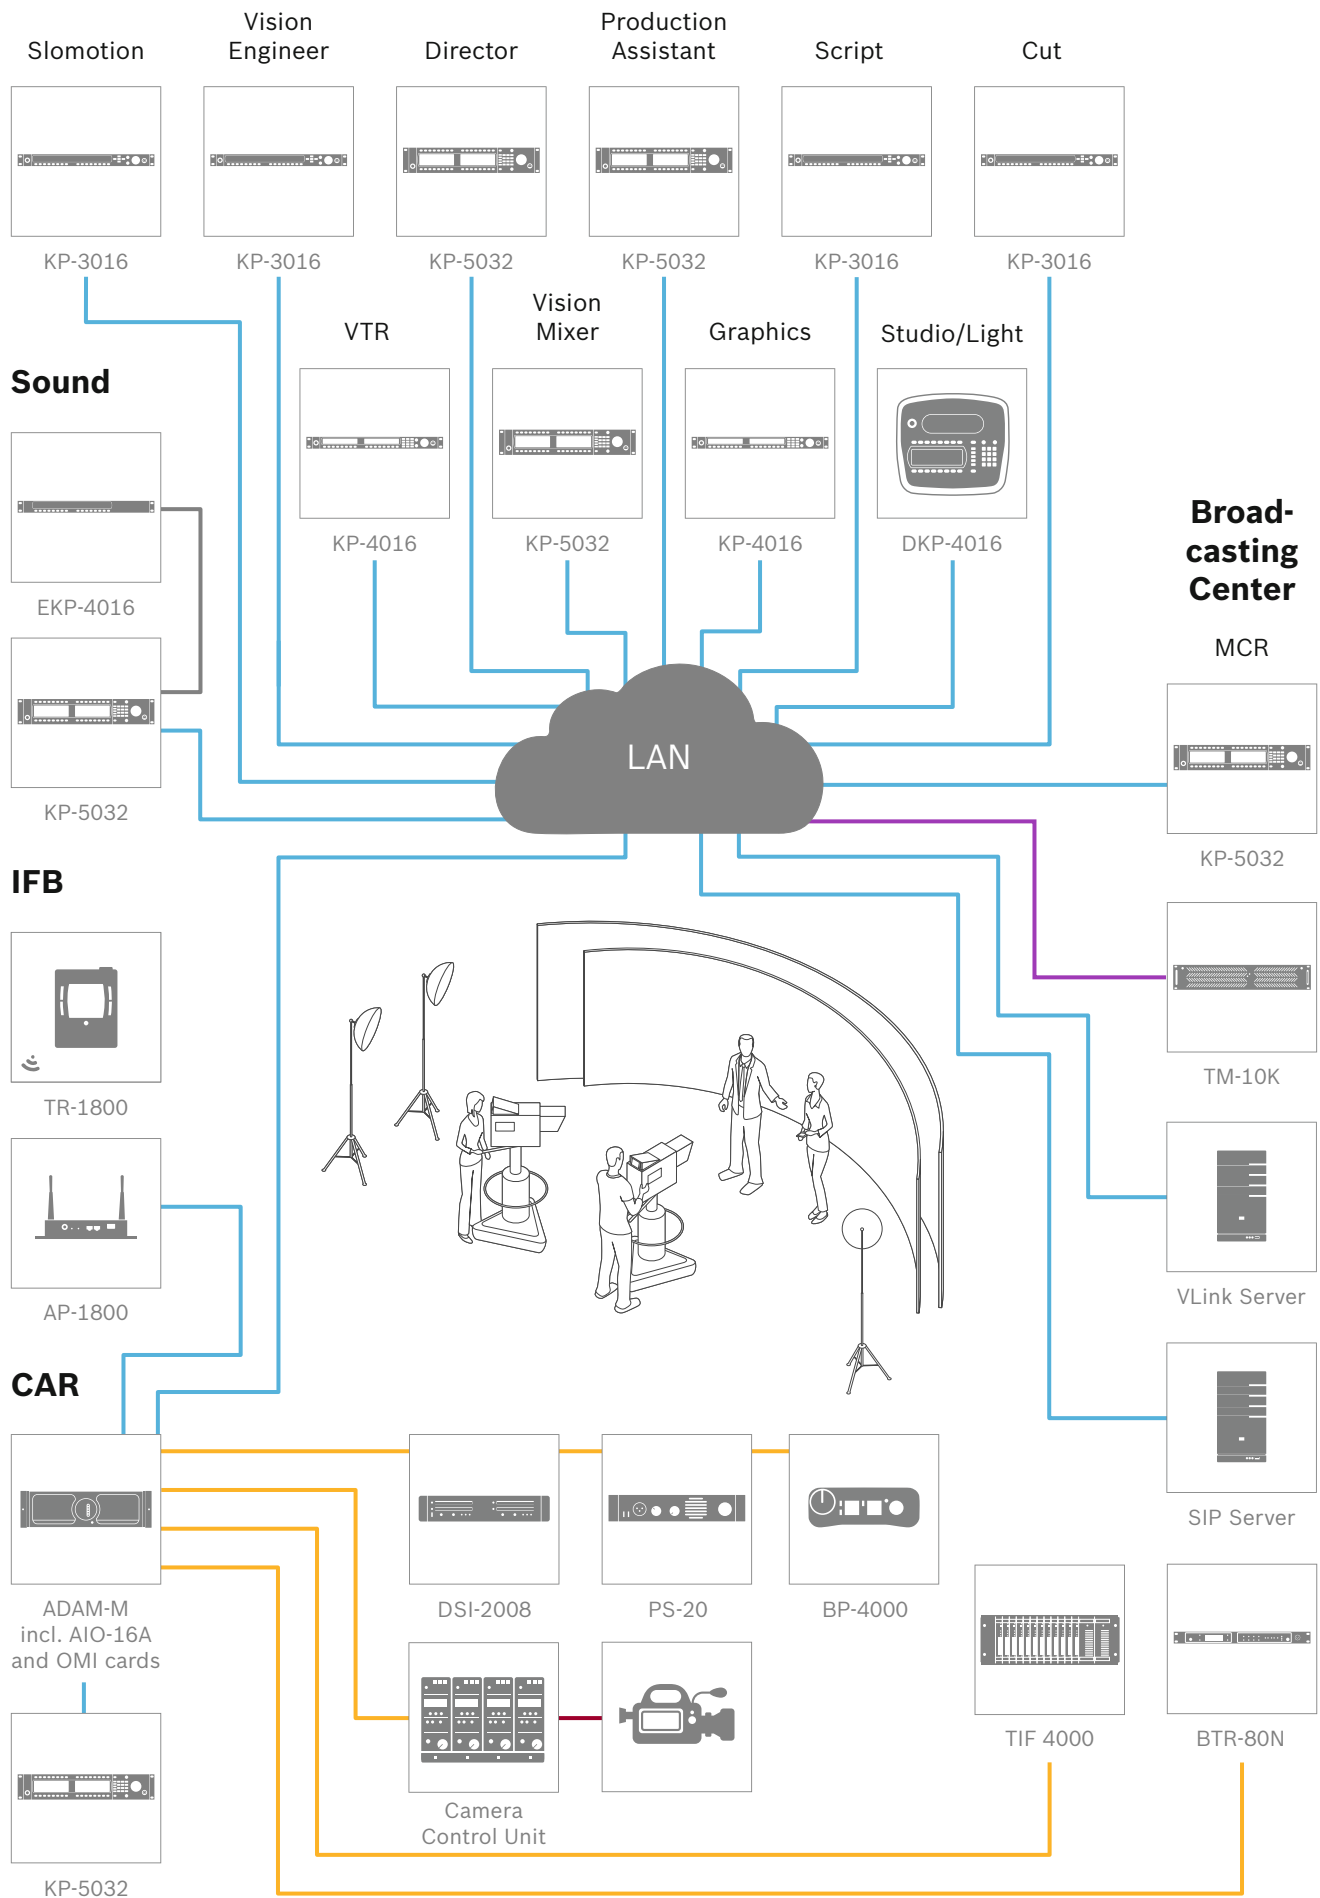 Slomotion
Vision
Engineer
Director
Production
Assistant
Script
Cut
KP-3016
KP-3016
KP-5032
KP-5032
KP-3016
KP-3016
VTR
Vision
Mixer
Graphics
Studio/Light
Sound
KP-4016
KP-5032
KP-4016
DKP-4016
EKP-4016
KP-5032
Broad-
casting
Center
MCR
LAN
KP-5032
IFB
TR-1800
TM-10K
AP-1800
VLink Server
CAR
SIP Server
ADAM-M
incl. AIO-16A
and OMI cards
DSI-2008
PS-20
BP-4000
TIF 4000
BTR-80N
Camera
Control Unit
KP-5032